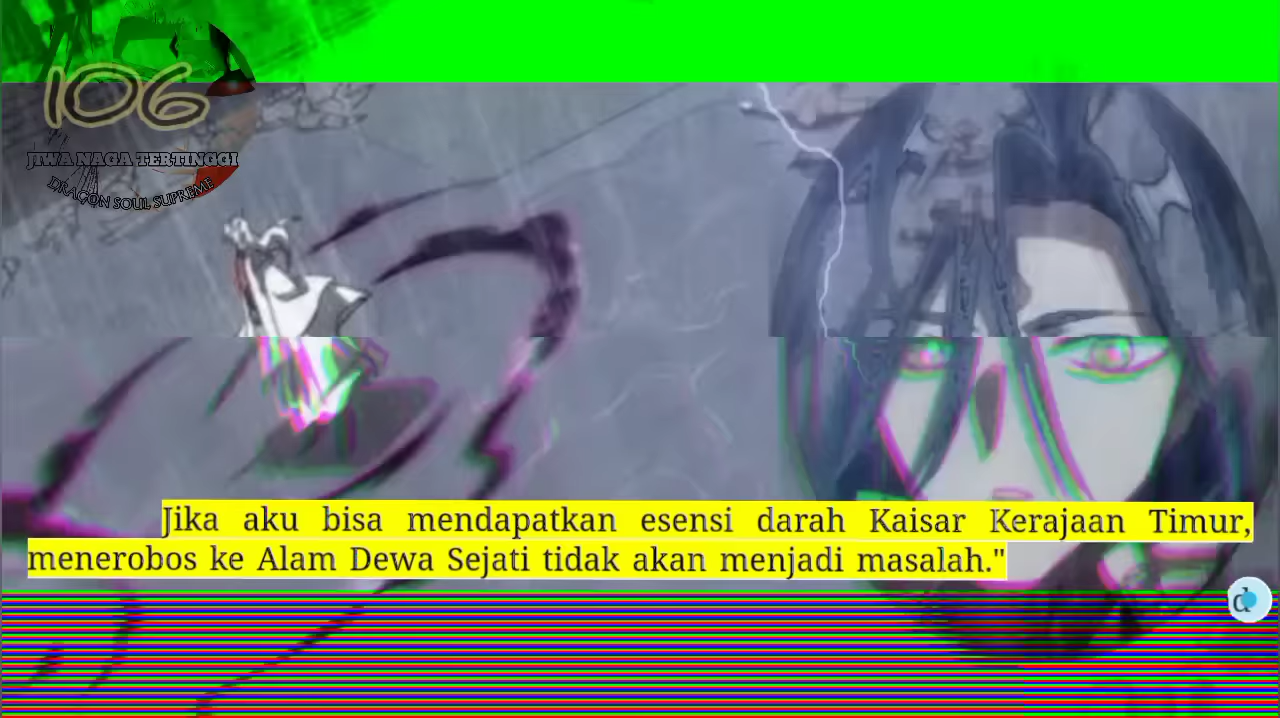 106
JIWA NAGA TERTINGGI
DRAGON SOUL SUPREME
Jika aku bisa mendapatkan esensi darah Kaisar Kerajaan Timur,
menerobos ke Alam Dewa Sejati tidak akan menjadi masalah."
d